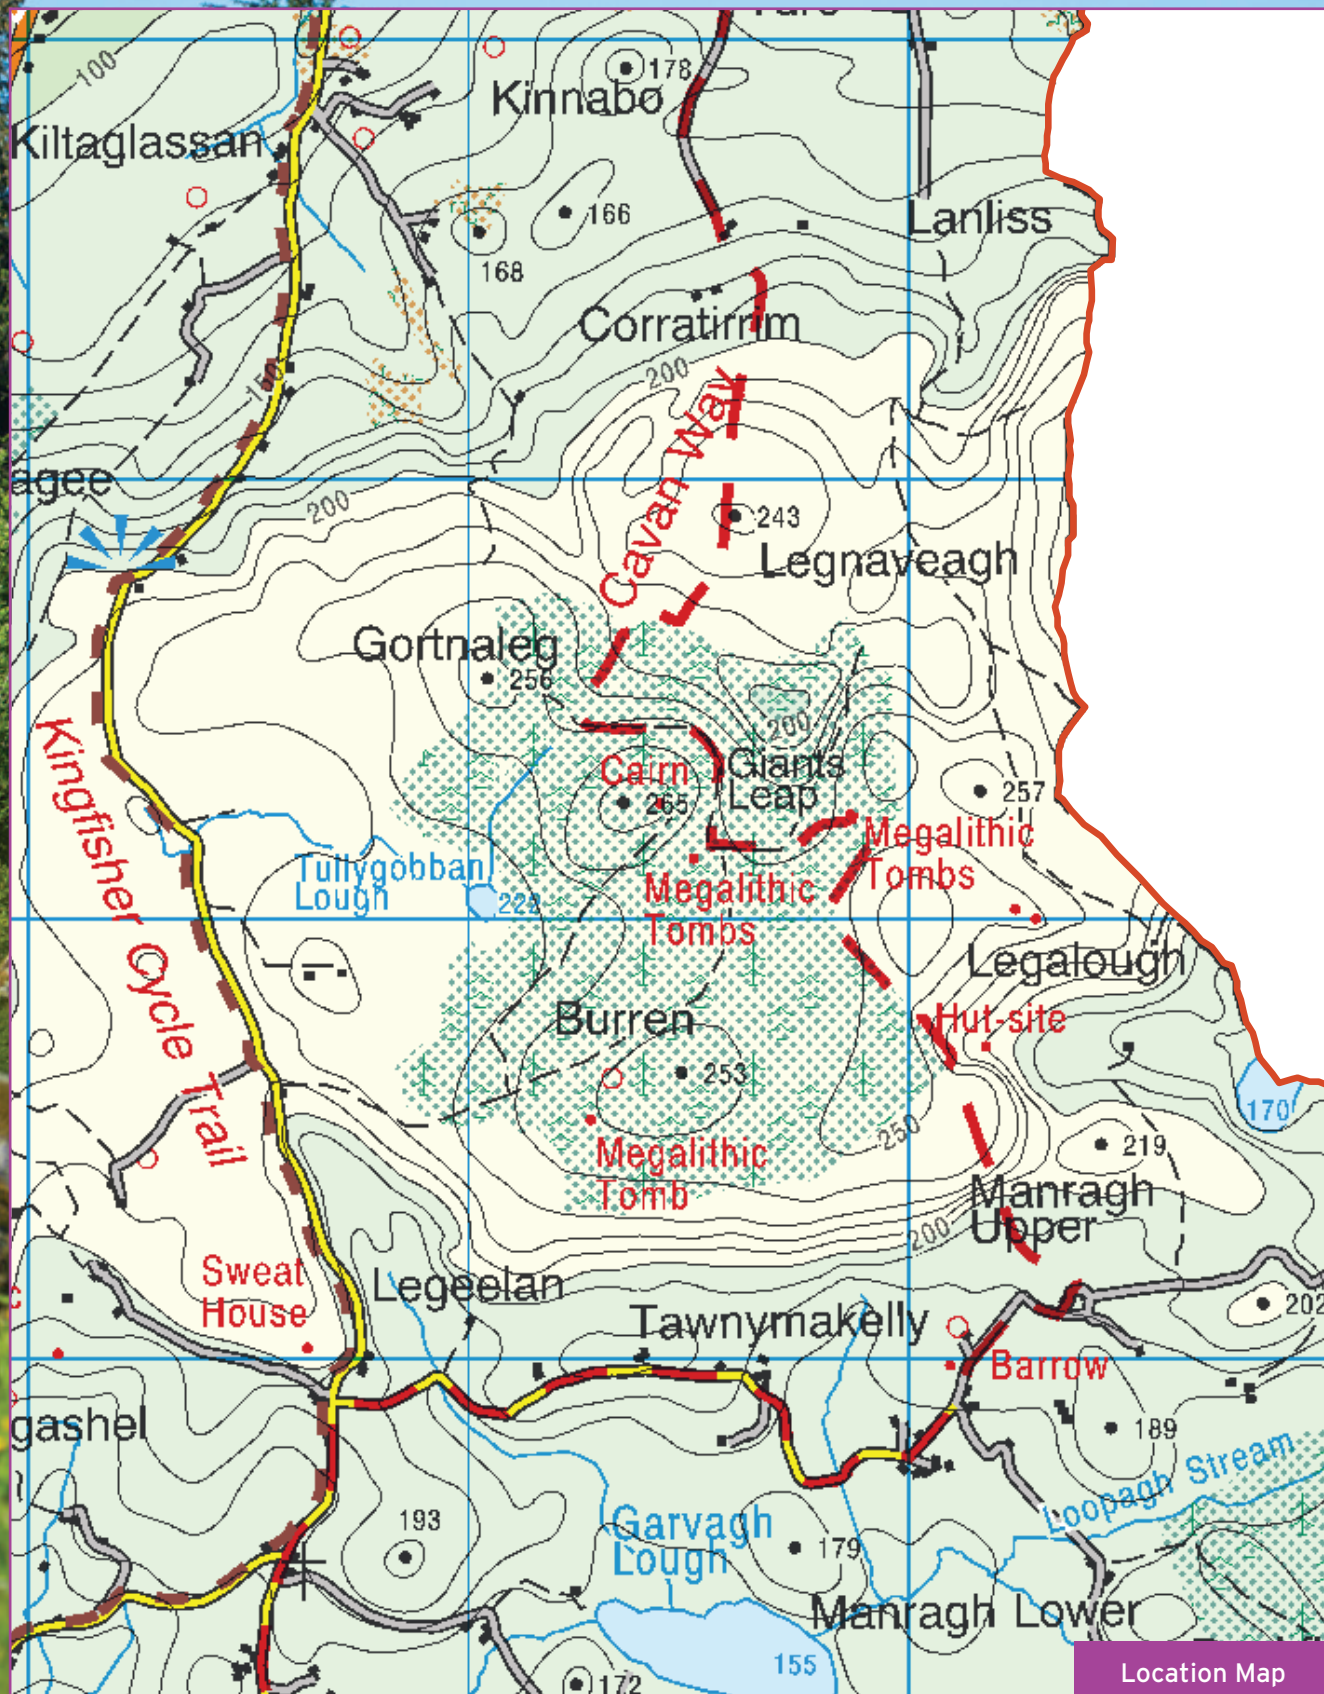 100
178
Kinnabo
Kiltaglassan
166
168
Lanliss
Corratirrim
200
150
Cavan Way
agee
200
243
Legnaveagh
Gortnaleg
256
200
Kingfisher Cycle Trail
Cairn
265
Giants
Leap
257
Megalithic
Tombs
Tullygobban
Lough
222
Megalithic
Tombs
Legalough
Burren
Hut-site
253
170
250
219
Megalithic
Tomb
Manragh
Upper
200
Sweat
House
Legeelan
Tawnymakelly
202
Barrow
gashel
189
Loopagh Stream
193
Garvagh
Lough
179
Manragh Lower
155
172
Location Map